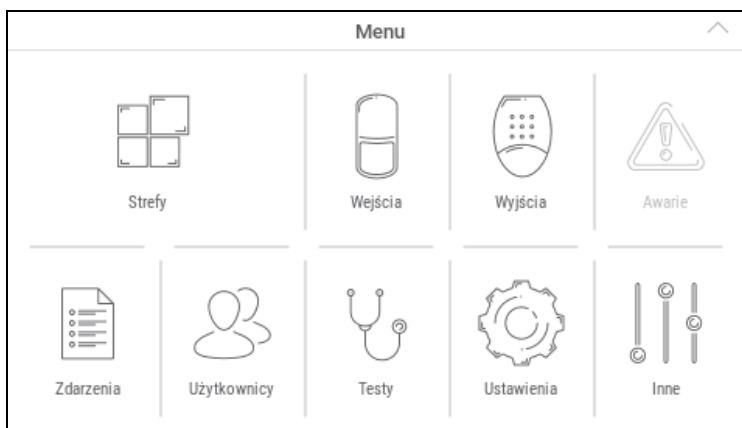 Menu
Strefy
Wejścia
Wyjścia
Awarie
Zdarzenia
Użytkownicy
Testy
Ustawienia
Inne